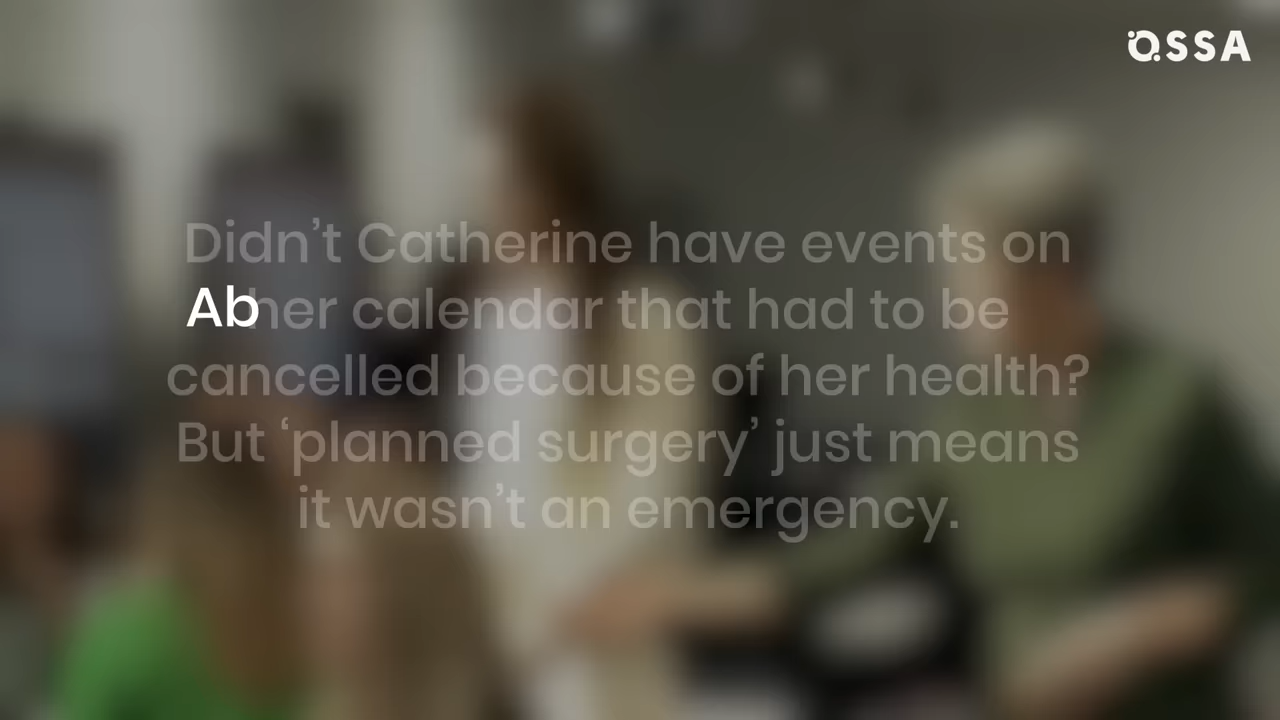 QSSA
Didn’t Catherine have events on
Ab her calendar that had to be
cancelled because of her health?
But ‘planned surgery’ just means
it wasn’t an emergency.